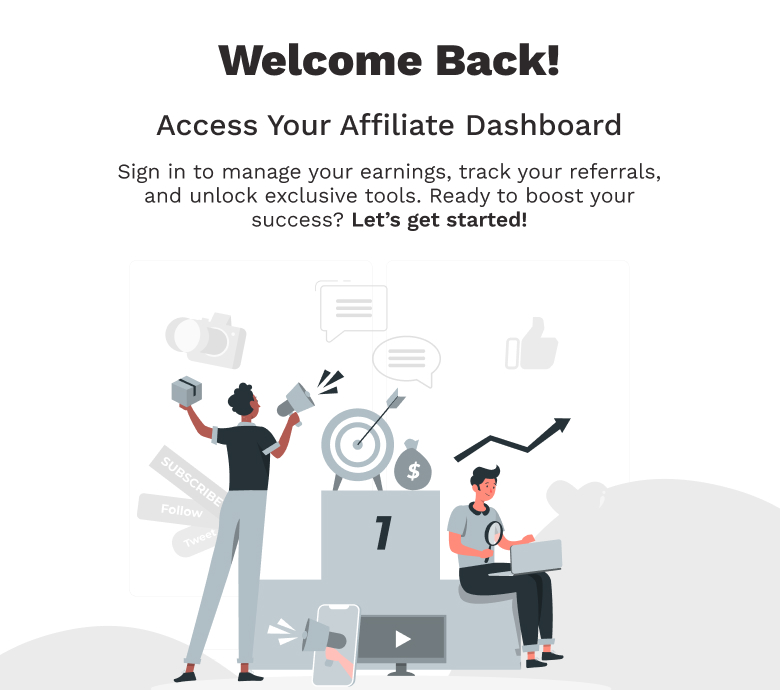 Welcome Back!
Access Your Affiliate Dashboard
Sign in to manage your earnings, track your referrals,
and unlock exclusive tools. Ready to boost your
success? Let’s get started!
$
SUBSCRIBE
Follow
Tweet
1